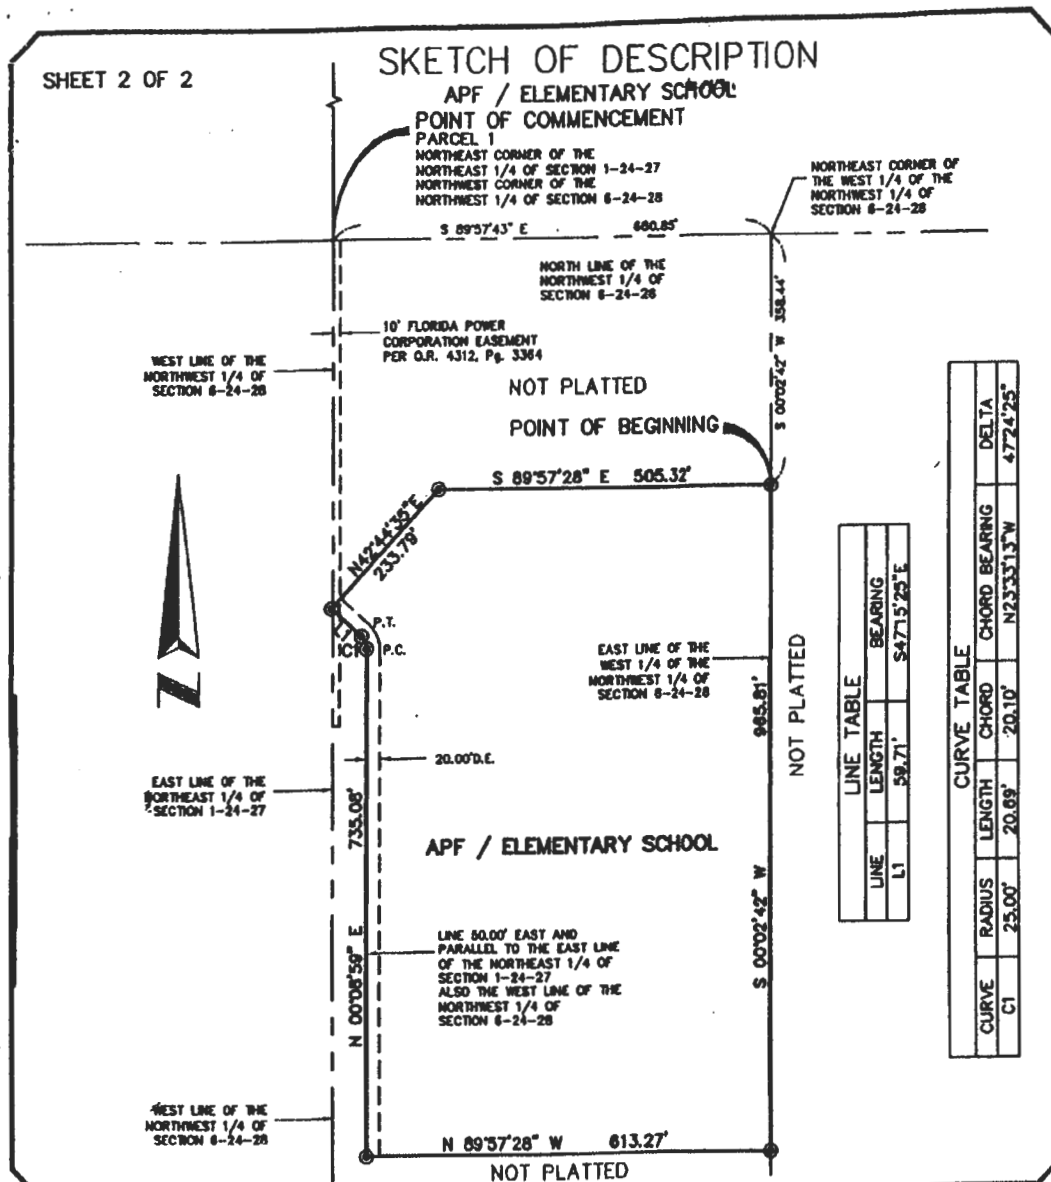 SHEET 2 OF 2
SKETCH OF DESCRIPTION
APF / ELEMENTARY SCHOOL
POINT OF COMMENCEMENT
PARCEL 1
NORTHEAST CORNER OF THE
NORTHEAST 1/4 OF SECTION 1-24-27
NORTHWEST CORNER OF THE
NORTHWEST 1/4 OF SECTION 6-24-28
NORTHEAST CORNER OF
THE WEST 1/4 OF THE
NORTHWEST 1/4 OF
SECTION 6-24-28
S 89°57'43" E 660.85'
NORTH LINE OF THE
NORTHWEST 1/4 OF
SECTION 6-24-28
S 00°02'42" W 358.44'
10' FLORIDA POWER
CORPORATION EASEMENT
PER O.R. 4312, Pg. 3364
WEST LINE OF THE
NORTHWEST 1/4 OF
SECTION 6-24-28
NOT PLATTED
POINT OF BEGINNING
S 89°57'28" E 505.32'
N42°44'35"E
233.79'
L1
P.T.
C1
P.C.
N
EAST LINE OF THE
WEST 1/4 OF THE
NORTHWEST 1/4 OF
SECTION 6-24-28
965.81'
S 00°02'42" W
NOT PLATTED
20.00'D.E.
EAST LINE OF THE
NORTHEAST 1/4 OF
SECTION 1-24-27
735.08'
N 00°08'59" E
APF / ELEMENTARY SCHOOL
LINE 50.00' EAST AND
PARALLEL TO THE EAST LINE
OF THE NORTHEAST 1/4 OF
SECTION 1-24-27
ALSO THE WEST LINE OF THE
NORTHWEST 1/4 OF
SECTION 6-24-28
WEST LINE OF THE
NORTHWEST 1/4 OF
SECTION 6-24-28
N 89°57'28" W 613.27'
NOT PLATTED
LINE TABLE
LINE LENGTH BEARING
L1 59.71' S47°15'25"E
CURVE TABLE
CURVE RADIUS LENGTH CHORD CHORD BEARING DELTA
C1 25.00' 20.69' 20.10' N23°33'13"W 47°24'25"